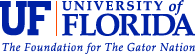 UF | UNIVERSITY of
FLORIDA
The Foundation for The Gator Nation